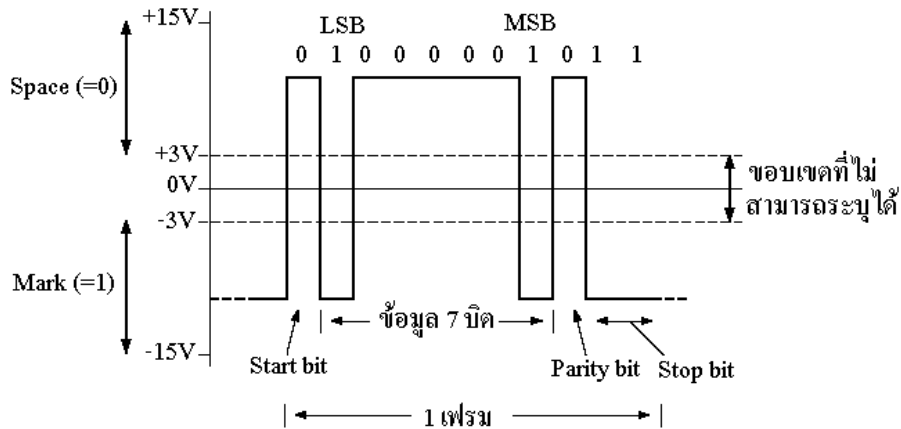 +15V
LSB
MSB
0 1 0 0 0 0 0 1 0 1 1
Space (=0)
+3V
0V
-3V
ขอบเขตที่ไม่
สามารถระบุได้
Mark (=1)
-15V
ข้อมูล 7 บิต
Start bit
Parity bit
Stop bit
1 เฟรม